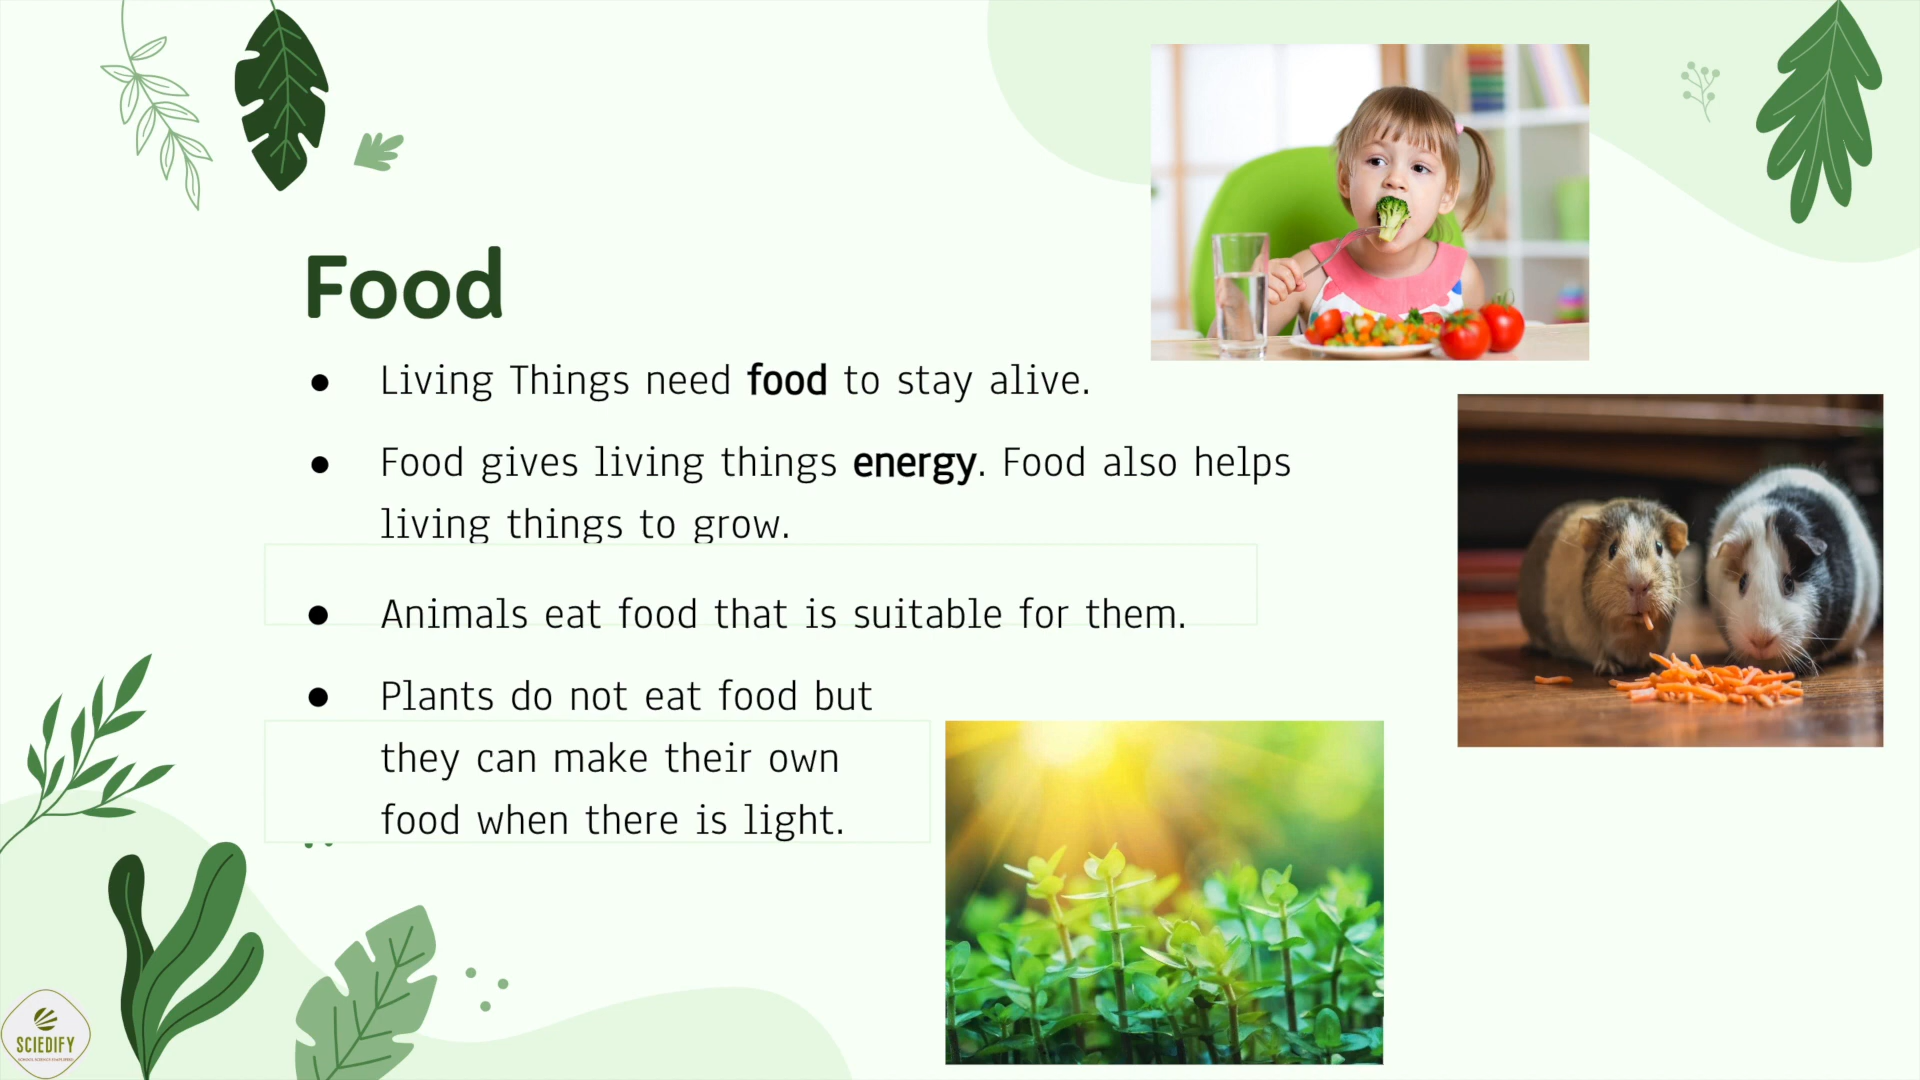 Food
● Living Things need food to stay alive.
● Food gives living things energy. Food also helps
living things to grow.
● Animals eat food that is suitable for them.
● Plants do not eat food but
they can make their own
food when there is light.
SCIEDIFY